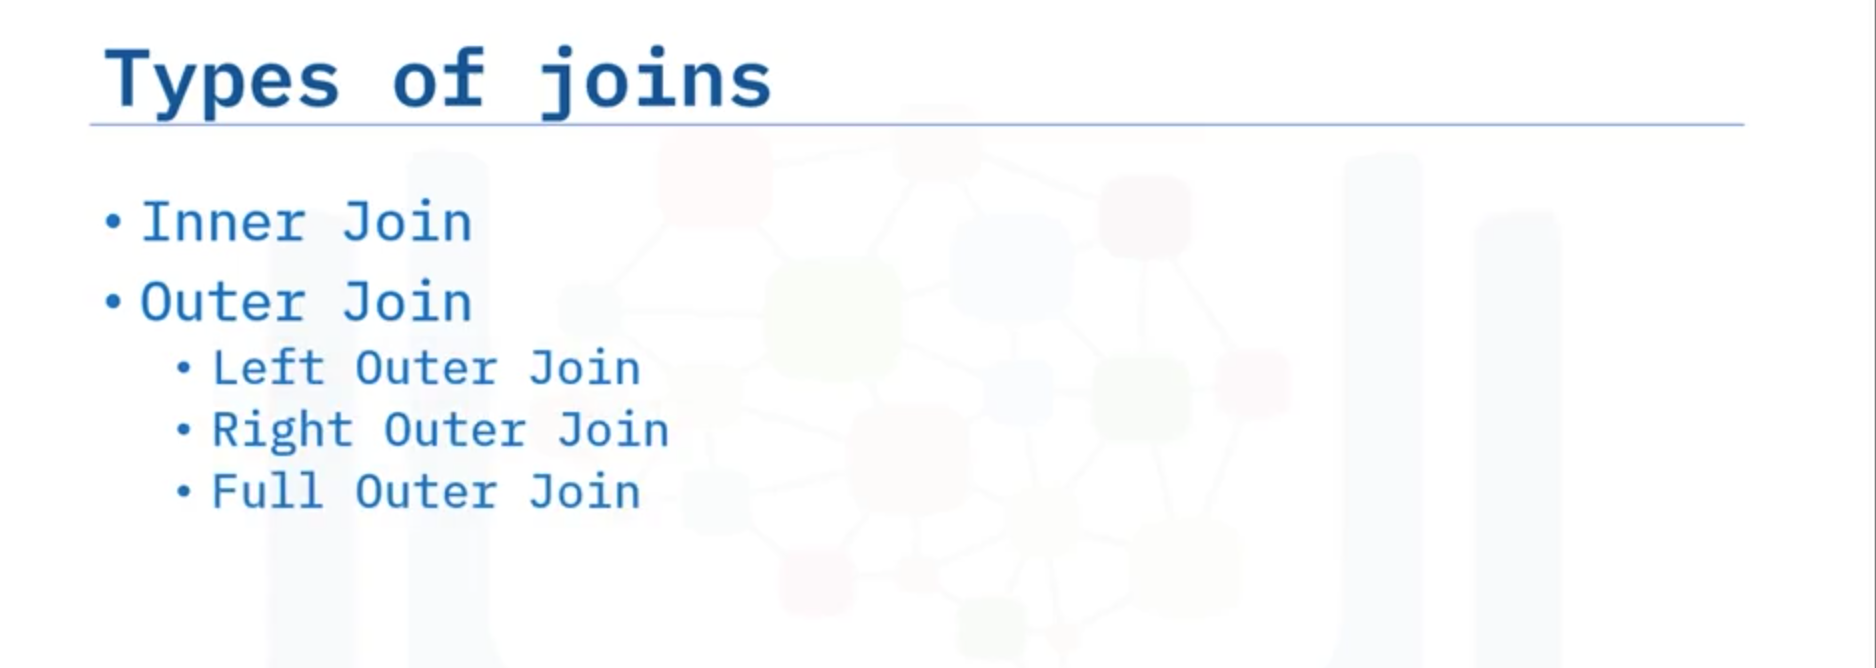 Types of joins
• Inner Join
• Outer Join
• Left Outer Join
• Right Outer Join
• Full Outer Join